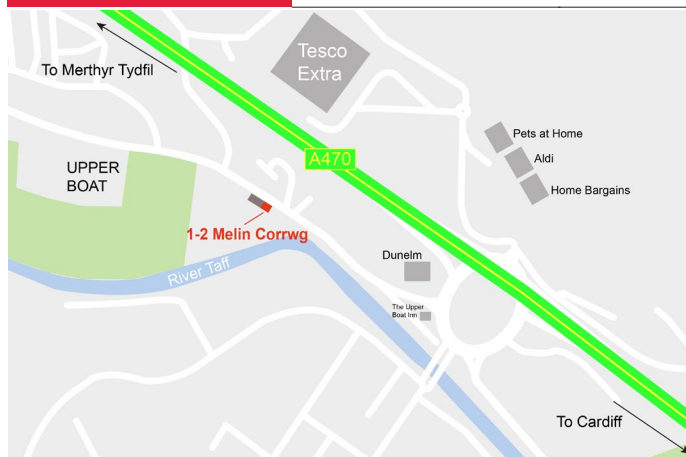 Tesco
Extra
To Merthyr Tydfil
Pets at Home
A470
Aldi
UPPER
BOAT
Home Bargains
1-2 Melin Corrwg
Dunelm
River Taff
The Upper
Boat Inn
To Cardiff